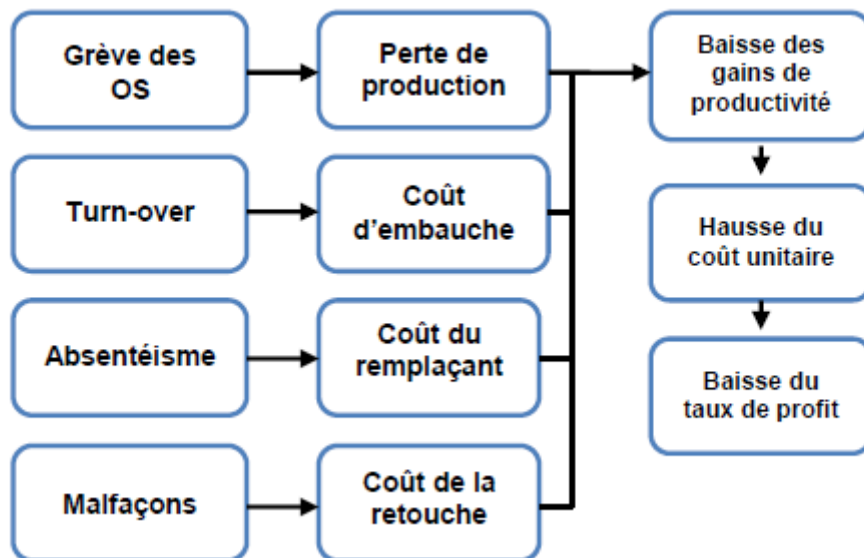 Grève des
OS
Perte de
production
Baisse des
gains de
productivité
Turn-over
Coût
d’embauche
Hausse du
coût unitaire
Absentéisme
Coût du
remplaçant
Baisse du
taux de profit
Malfaçons
Coût de la
retouche